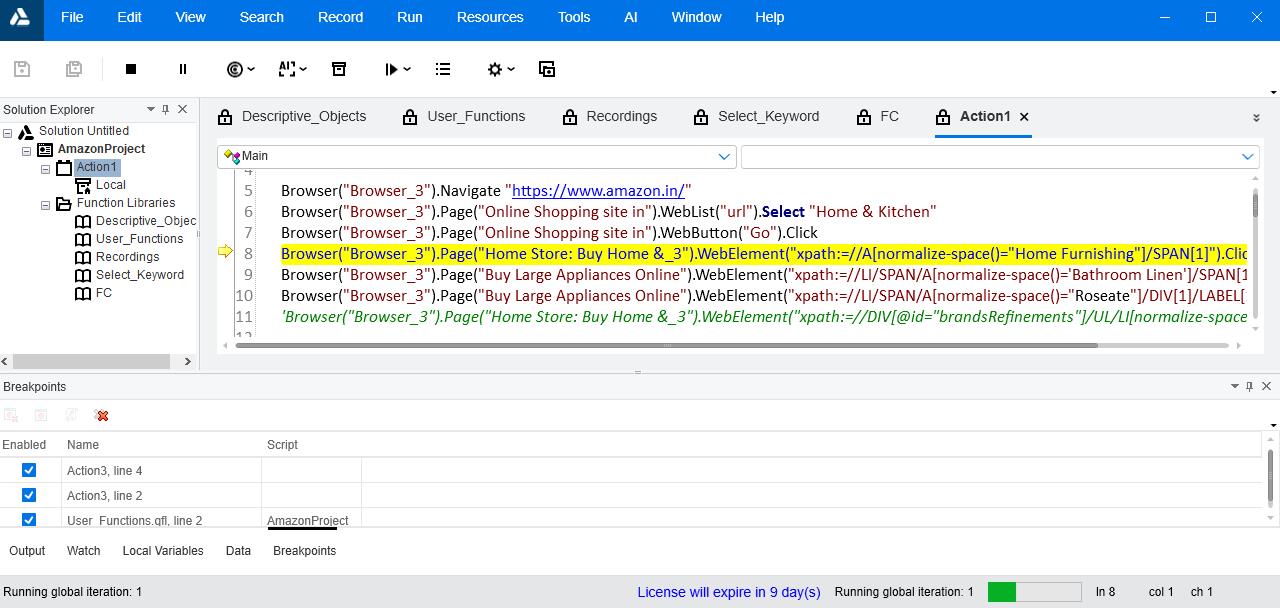 File Edit View Search Record Run Resources Tools AI Window Help
Solution Explorer
Solution Untitled
AmazonProject
Action1
Local
Function Libraries
Descriptive_Objec
User_Functions
Recordings
Select_Keyword
FC
Descriptive_Objects User_Functions Recordings Select_Keyword FC Action1
Main
4
5 Browser("Browser_3").Navigate "https://www.amazon.in/"
6 Browser("Browser_3").Page("Online Shopping site in").WebList("url").Select "Home & Kitchen"
7 Browser("Browser_3").Page("Online Shopping site in").WebButton("Go").Click
8 Browser("Browser_3").Page("Home Store: Buy Home &_3").WebElement("xpath:=//A[normalize-space()="Home Furnishing"]/SPAN[1]").Clic
9 Browser("Browser_3").Page("Buy Large Appliances Online").WebElement("xpath:=//LI/SPAN/A[normalize-space()='Bathroom Linen']/SPAN[1
10 Browser("Browser_3").Page("Buy Large Appliances Online").WebElement("xpath:=//LI/SPAN/A[normalize-space()="Roseate"]/DIV[1]/LABEL[
11 'Browser("Browser_3").Page("Home Store: Buy Home &_3").WebElement("xpath:=//DIV[@id="brandsRefinements"]/UL/LI[normalize-space
12
Breakpoints
Enabled Name Script
Action3, line 4
Action3, line 2
User_Functions.qfl, line 2 AmazonProject
Output Watch Local Variables Data Breakpoints
Running global iteration: 1 License will expire in 9 day(s) Running global iteration: 1 ln 8 col 1 ch 1